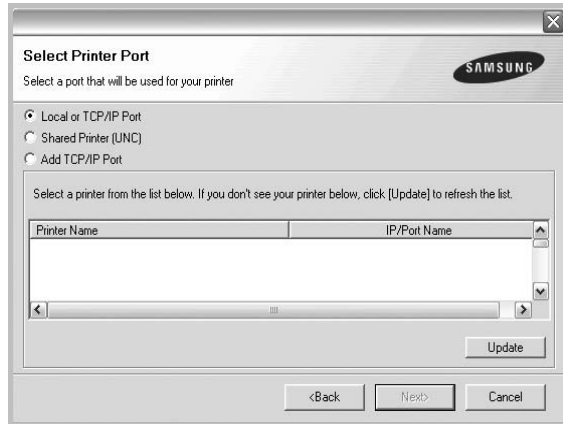 Select Printer Port
Select a port that will be used for your printer
SAMSUNG
Local or TCP/IP Port
Shared Printer (UNC)
Add TCP/IP Port
Select a printer from the list below. If you don't see your printer below, click [Update] to refresh the list.
Printer Name IP/Port Name
Update
<Back Next> Cancel